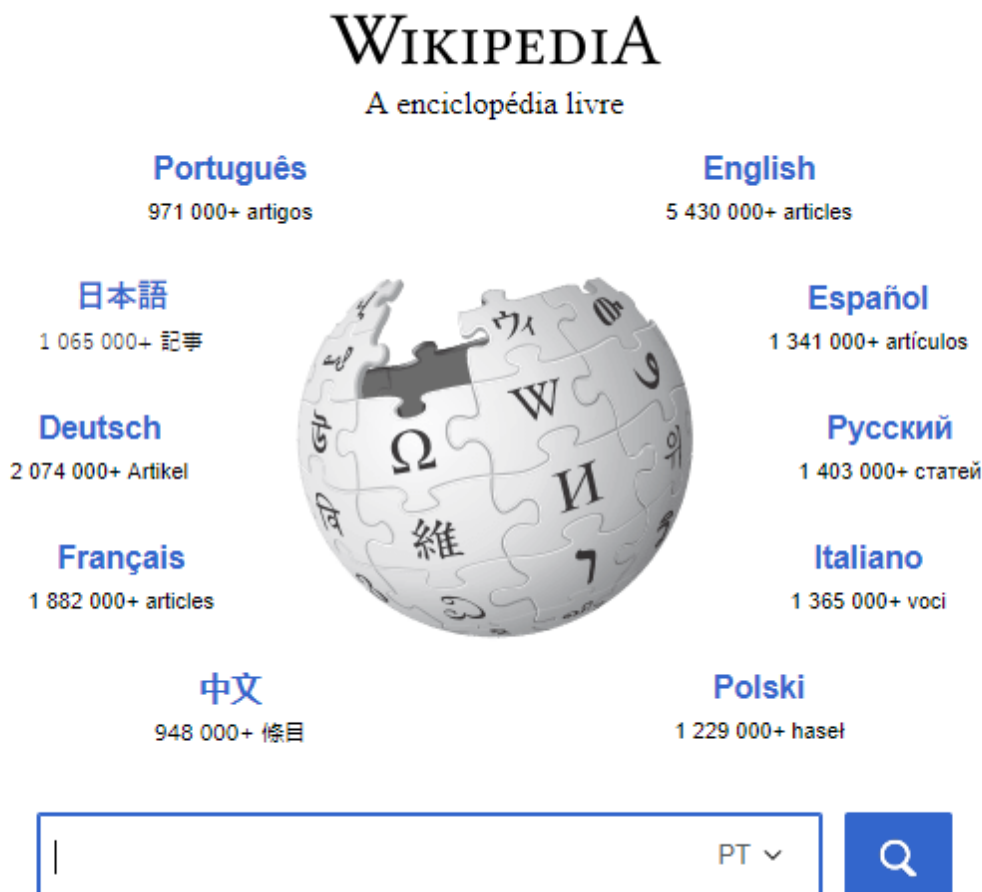 WIKIPEDIA
A enciclopédia livre
Português
971 000+ artigos
English
5 430 000+ articles
日本語
1 065 000+ 記事
Español
1 341 000+ artículos
Deutsch
2 074 000+ Artikel
Русский
1 403 000+ статей
Français
1 882 000+ articles
Italiano
1 365 000+ voci
中文
948 000+ 條目
Polski
1 229 000+ haseł
ウィ
W
Ω
И
維
ר
PT